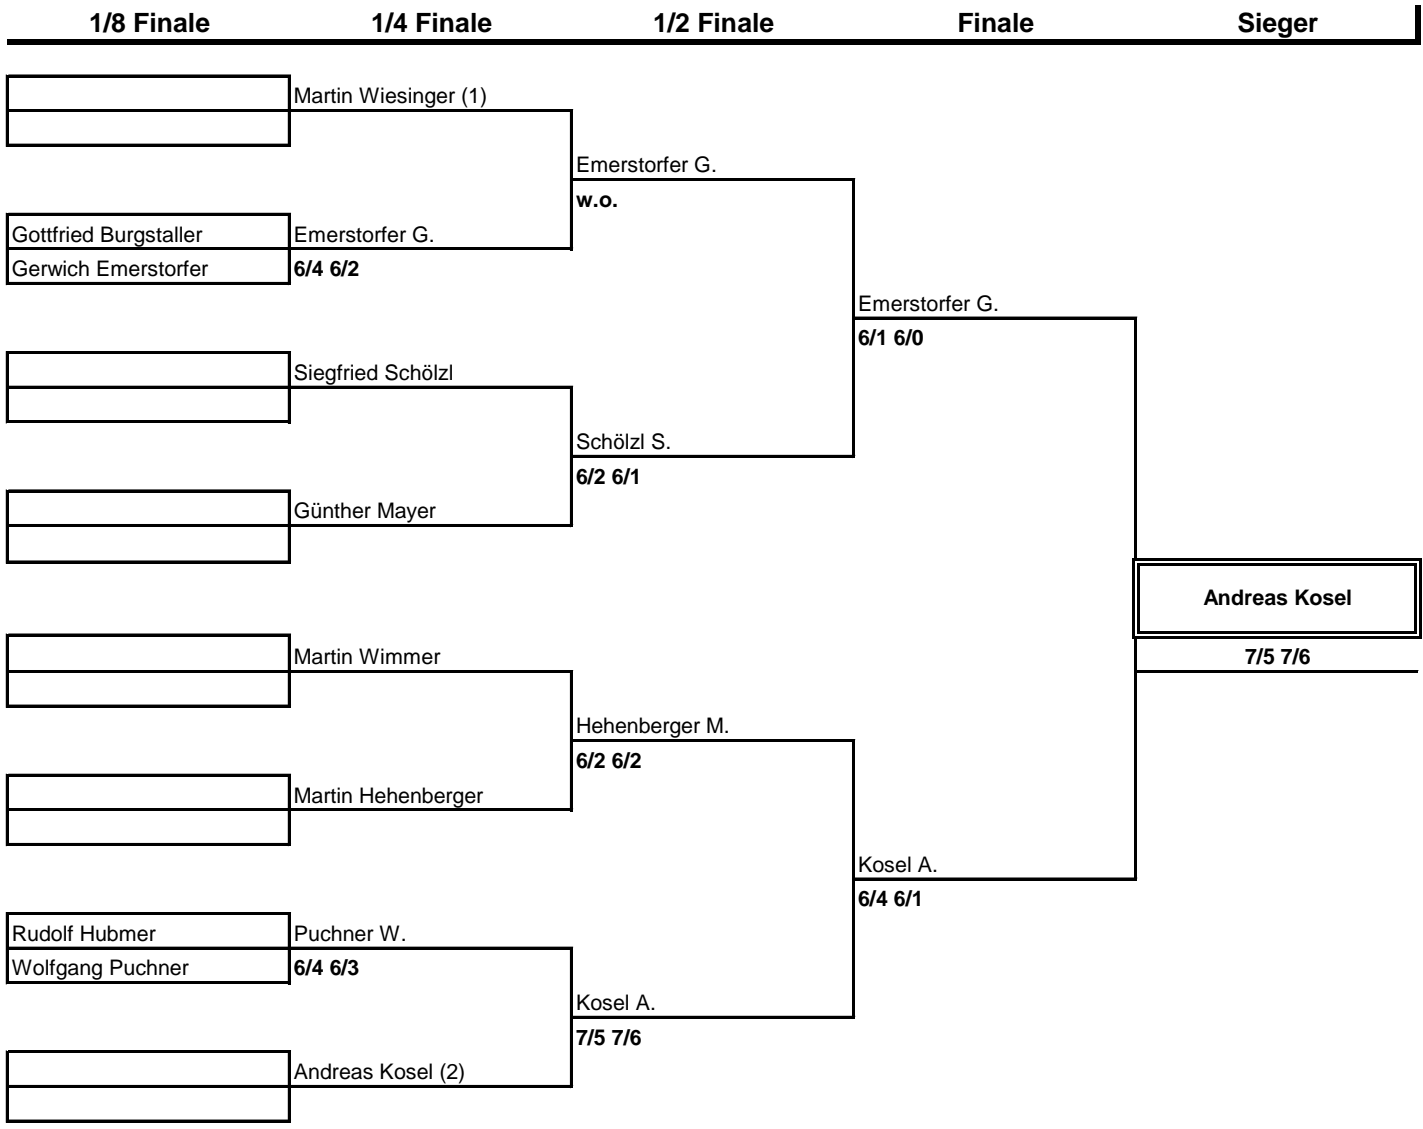 1/8 Finale 1/4 Finale 1/2 Finale Finale Sieger
Martin Wiesinger (1)
Emerstorfer G.
w.o.
Gottfried Burgstaller Emerstorfer G.
Gerwich Emerstorfer 6/4 6/2
Emerstorfer G.
6/1 6/0
Siegfried Schölzl
Schölzl S.
6/2 6/1
Günther Mayer
Andreas Kosel
Martin Wimmer 7/5 7/6
Hehenberger M.
6/2 6/2
Martin Hehenberger
Kosel A.
6/4 6/1
Rudolf Hubmer Puchner W.
Wolfgang Puchner 6/4 6/3
Kosel A.
7/5 7/6
Andreas Kosel (2)